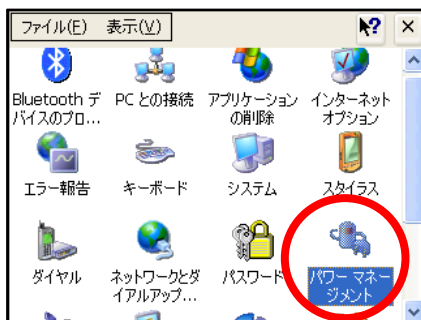 ファイル(F) 表示(V) ? ×
Bluetooth デ PC との接続 アプリケーション インターネット
バイスのプロ... の削除 オプション
エラー報告 キーボード システム スタイラス
ダイヤル ネットワークとダ パスワード パワー マネー
イアルアップ... ジメント